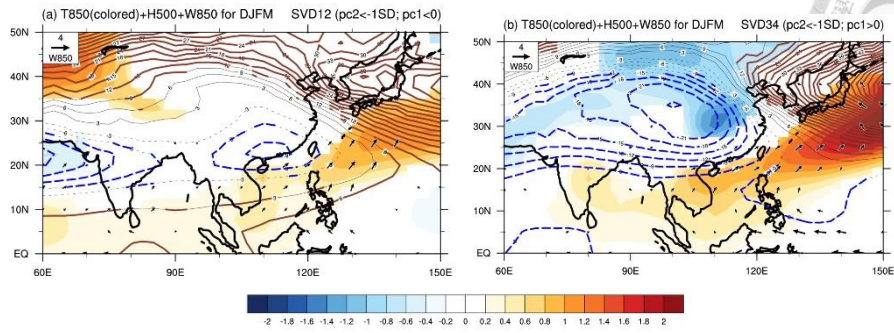 (a) T850(colored)+H500+W850 for DJFM SVD12 (pc2<-1SD; pc1<0)
4
W850
50N
40N
30N
20N
10N
EQ
60E 90E 120E 150E
(b) T850(colored)+H500+W850 for DJFM SVD34 (pc2<-1SD; pc1>0)
4
W850
50N
40N
30N
20N
10N
EQ
60E 90E 120E 150E
-2 -1.8 -1.6 -1.4 -1.2 -1 -0.8 -0.6 -0.4 -0.2 0 0.2 0.4 0.6 0.8 1 1.2 1.4 1.6 1.8 2